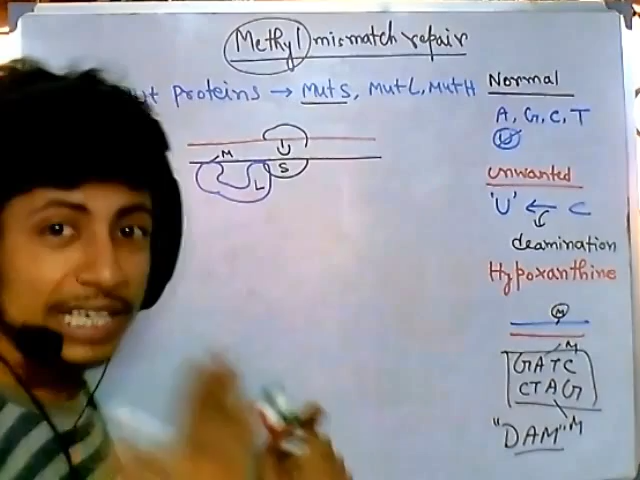 Methyl mismatch repair
proteins → MutS, MutL, MutH
M
U
S
L
Normal
A, G, C, T
U
unwanted
'U' ← C
deamination
Hypoxanthine
M
M
GATC
CTAG
M
"DAM"